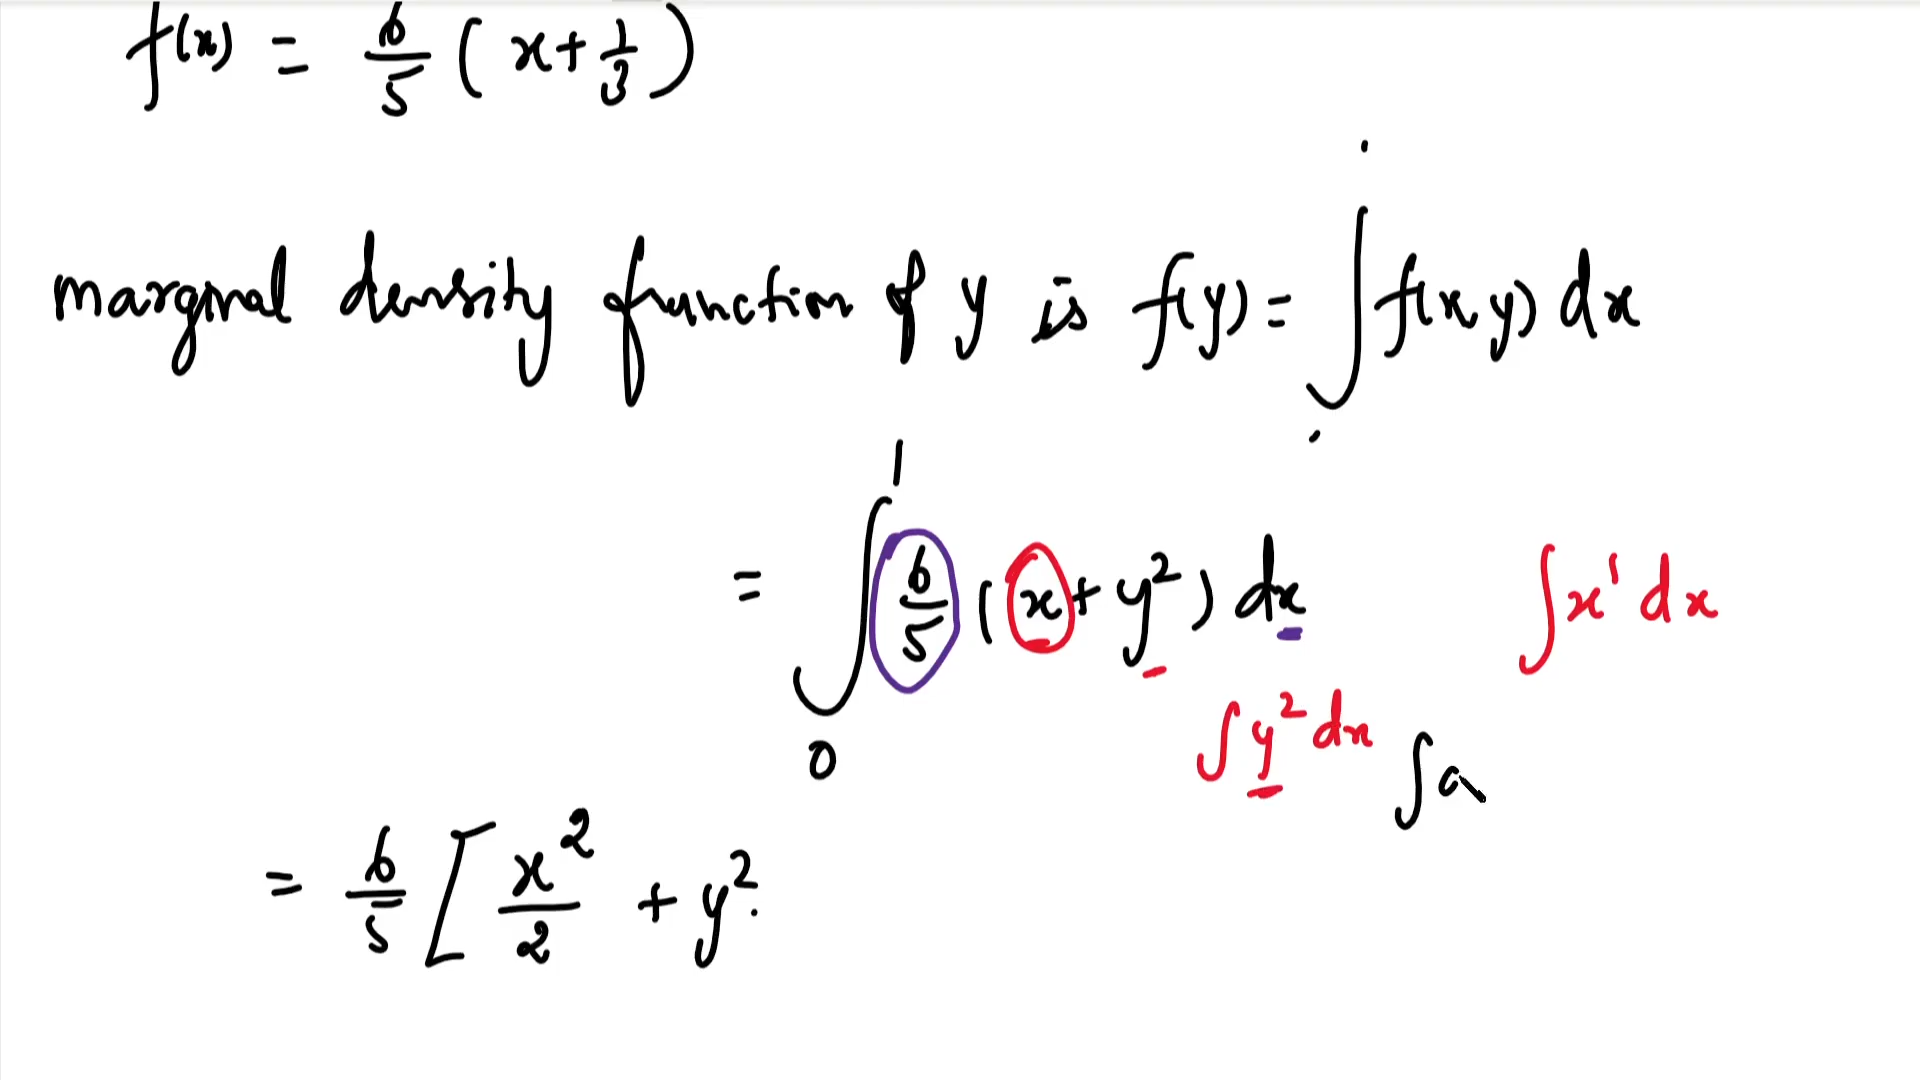 f(x) = 6/5 ( x + 1/3 )
marginal density function of y is f(y) = ∫ f(x, y) dx
= ∫₀¹ 6/5 ( x + y² ) dx    ∫ x¹ dx
∫ y² dx  ∫ a
= 6/5 [ x²/2 + y²